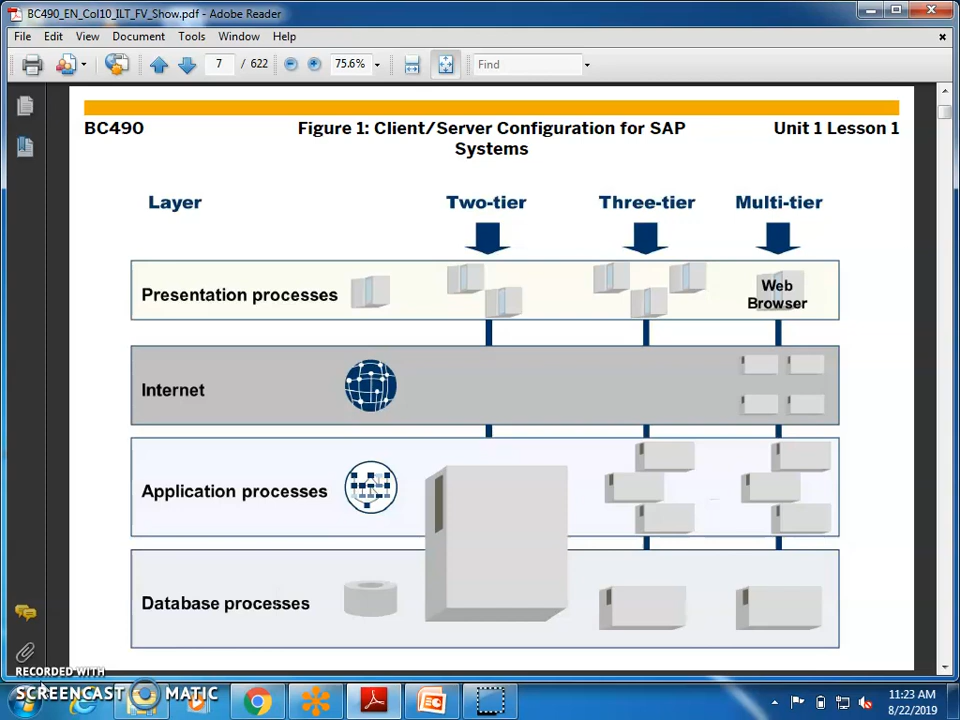 BC490_EN_Col10_ILT_FV_Show.pdf - Adobe Reader
File Edit View Document Tools Window Help
7 / 622 75.6% Find
BC490 Figure 1: Client/Server Configuration for SAP Systems Unit 1 Lesson 1
Layer Two-tier Three-tier Multi-tier
Presentation processes
Web
Browser
Internet
Application processes
Database processes
RECORDED WITH
SCREENCAST MATIC
11:23 AM
8/22/2019